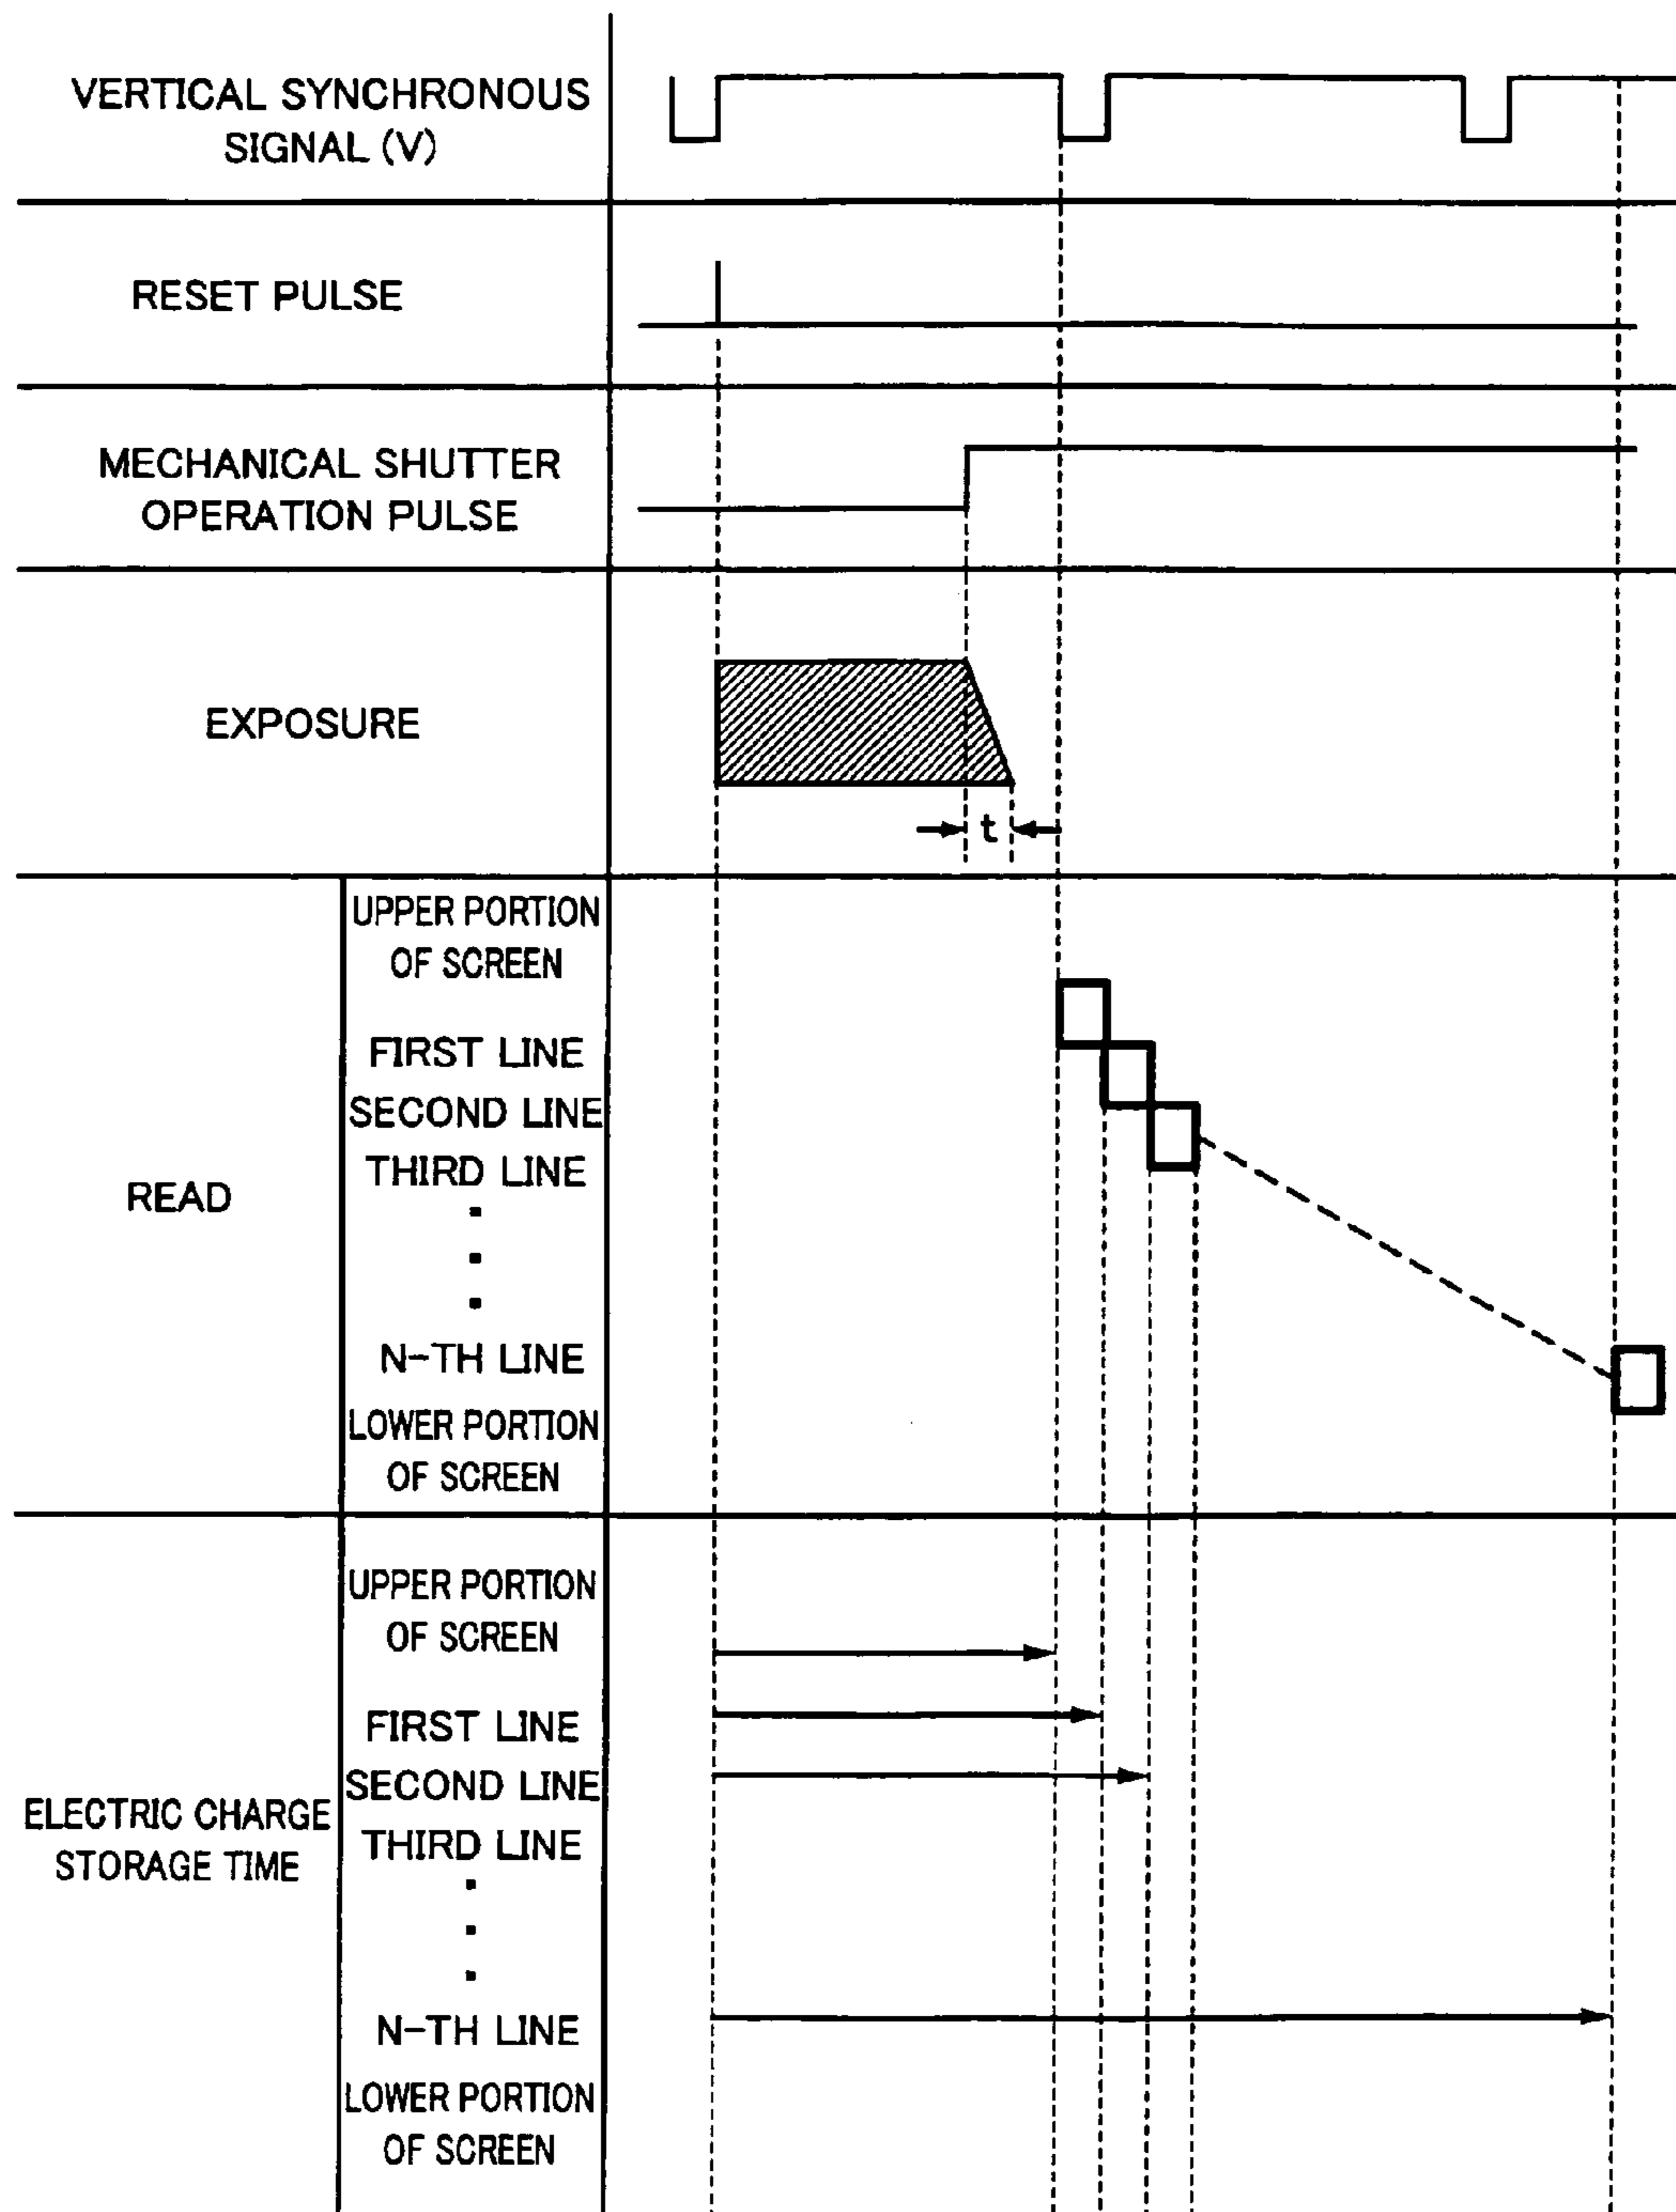 VERTICAL SYNCHRONOUS
SIGNAL (V)
RESET PULSE
MECHANICAL SHUTTER
OPERATION PULSE
EXPOSURE
t
READ
UPPER PORTION
OF SCREEN
FIRST LINE
SECOND LINE
THIRD LINE
N-TH LINE
LOWER PORTION
OF SCREEN
ELECTRIC CHARGE
STORAGE TIME
UPPER PORTION
OF SCREEN
FIRST LINE
SECOND LINE
THIRD LINE
N-TH LINE
LOWER PORTION
OF SCREEN